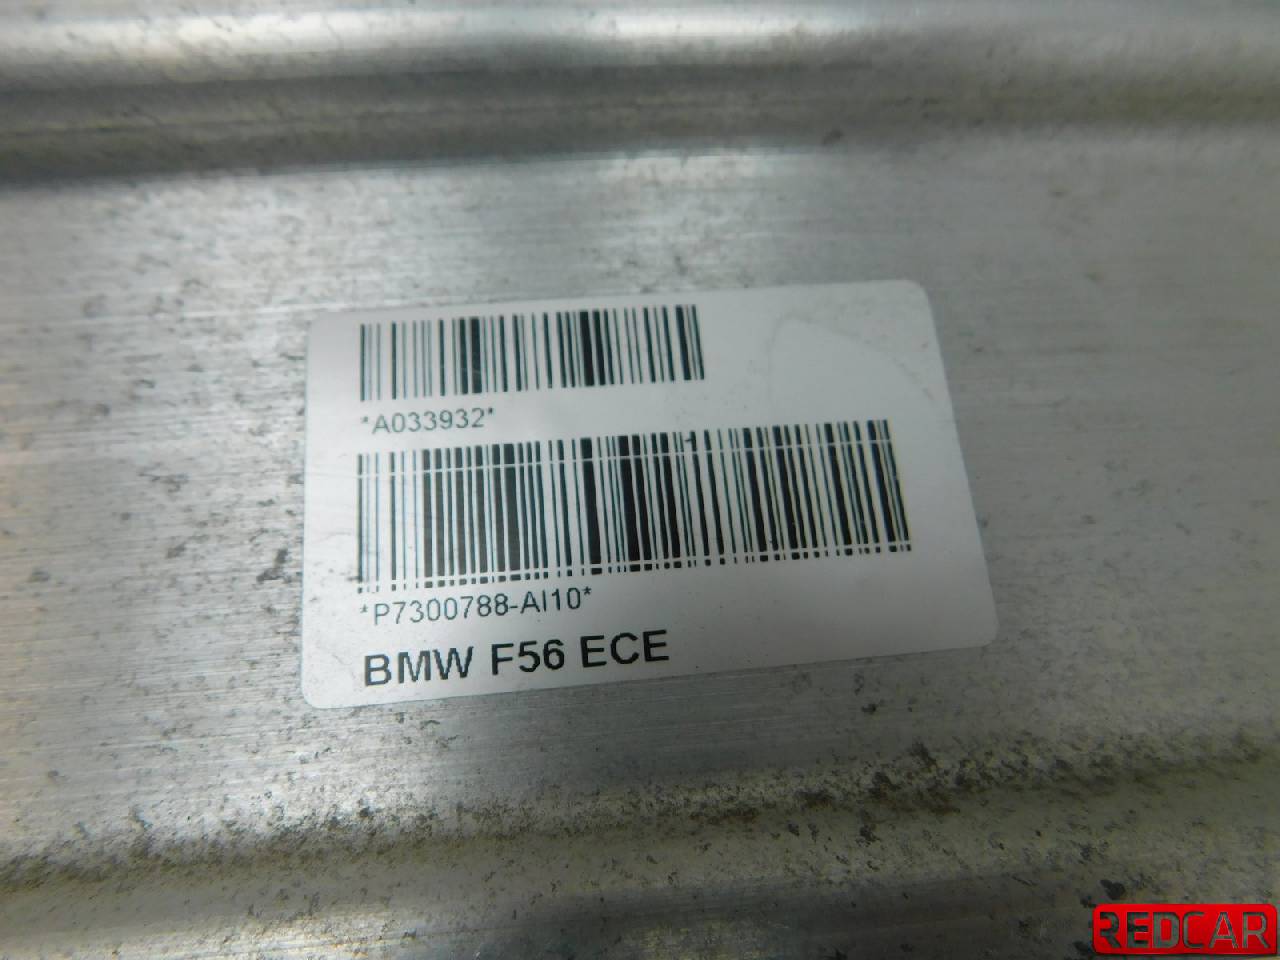 *A033932*
*P7300788-AI10*
BMW F56 ECE
REDCAR